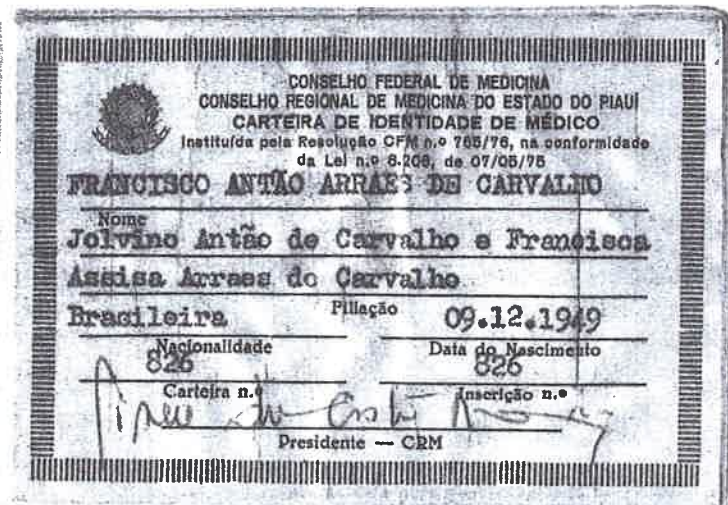 CONSELHO FEDERAL DE MEDICINA
CONSELHO REGIONAL DE MEDICINA DO ESTADO DO PIAUÍ
CARTEIRA DE IDENTIDADE DE MÉDICO
Instituída pela Resolução CFM n.º 765/76, na conformidade
da Lei n.º 6.206, de 07/05/75
FRANCISCO ANTÃO ARRAES DE CARVALHO
Nome
Jolvino Antão de Carvalho e Francisca
Assisa Arraes de Carvalho
Filiação
Brasileira 09.12.1949
Nacionalidade Data do Nascimento
826 826
Carteira n.º Inscrição n.º
Presidente — CRM